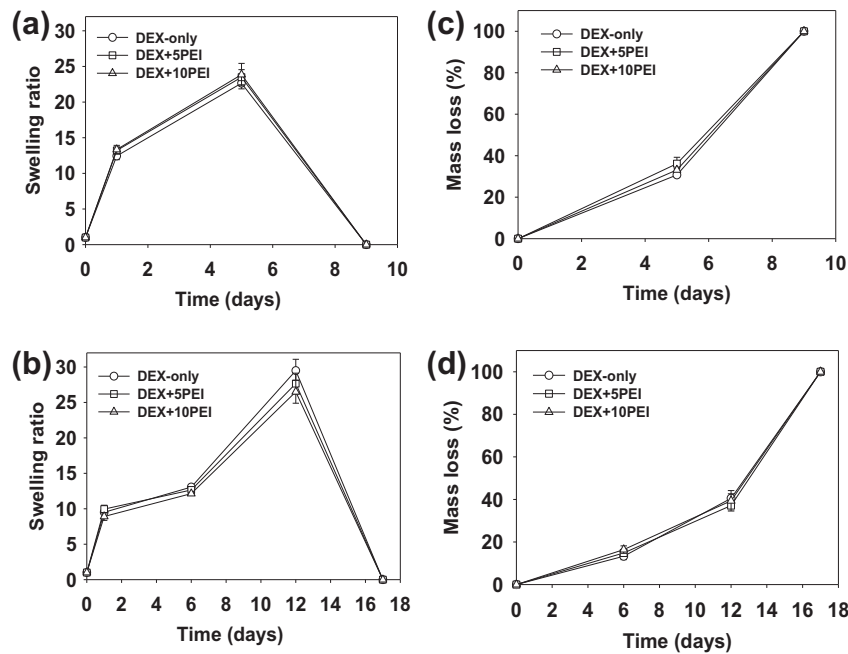 (a)
30
25
20
15
10
5
0
Swelling ratio
DEX-only
DEX+5PEI
DEX+10PEI
0 2 4 6 8 10
Time (days)
(c)
100
80
60
40
20
0
Mass loss (%)
DEX-only
DEX+5PEI
DEX+10PEI
0 2 4 6 8 10
Time (days)
(b)
30
25
20
15
10
5
0
Swelling ratio
DEX-only
DEX+5PEI
DEX+10PEI
0 2 4 6 8 10 12 14 16 18
Time (days)
(d)
100
80
60
40
20
0
Mass loss (%)
DEX-only
DEX+5PEI
DEX+10PEI
0 2 4 6 8 10 12 14 16 18
Time (days)